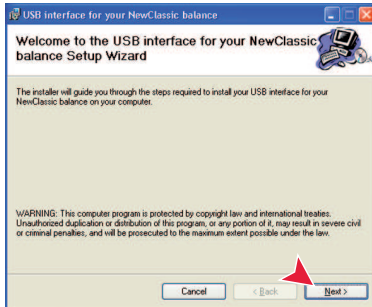 USB interface for your NewClassic balance
Welcome to the USB interface for your NewClassic
balance Setup Wizard
The installer will guide you through the steps required to install your USB interface for your
NewClassic balance on your computer.
WARNING: This computer program is protected by copyright law and international treaties.
Unauthorized duplication or distribution of this program, or any portion of it, may result in severe civil
or criminal penalties, and will be prosecuted to the maximum extent possible under the law.
Cancel < Back Next >